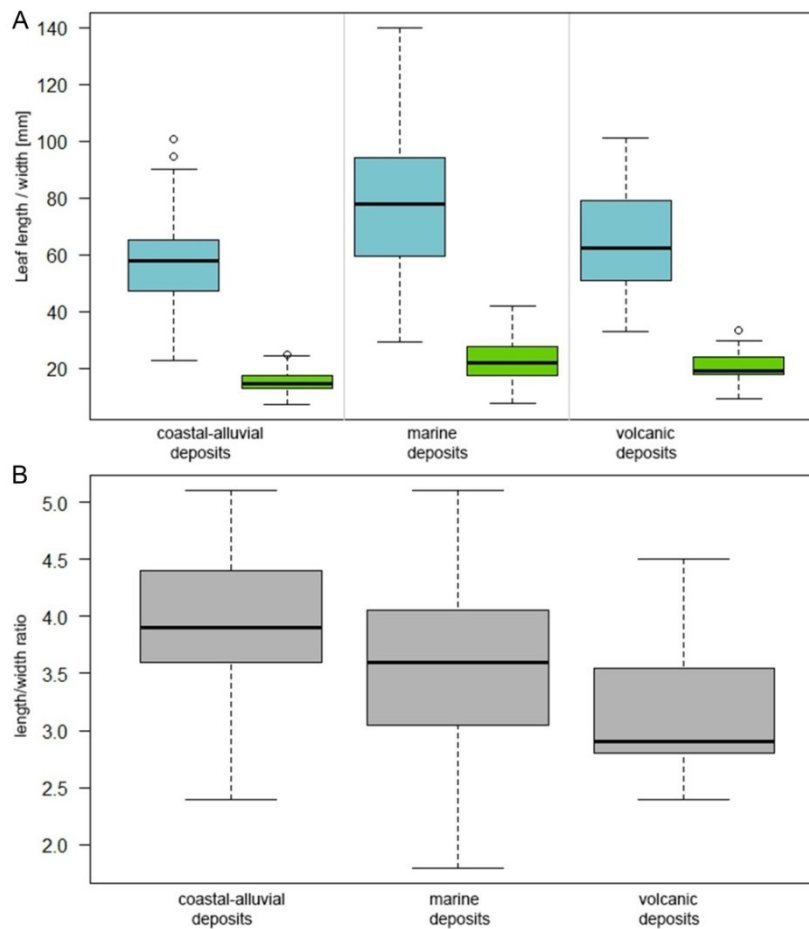 A
Leaf length / width [mm]
140
120
100
80
60
40
20
coastal-alluvial
deposits
marine
deposits
volcanic
deposits
B
length/width ratio
5.0
4.5
4.0
3.5
3.0
2.5
2.0
coastal-alluvial
deposits
marine
deposits
volcanic
deposits